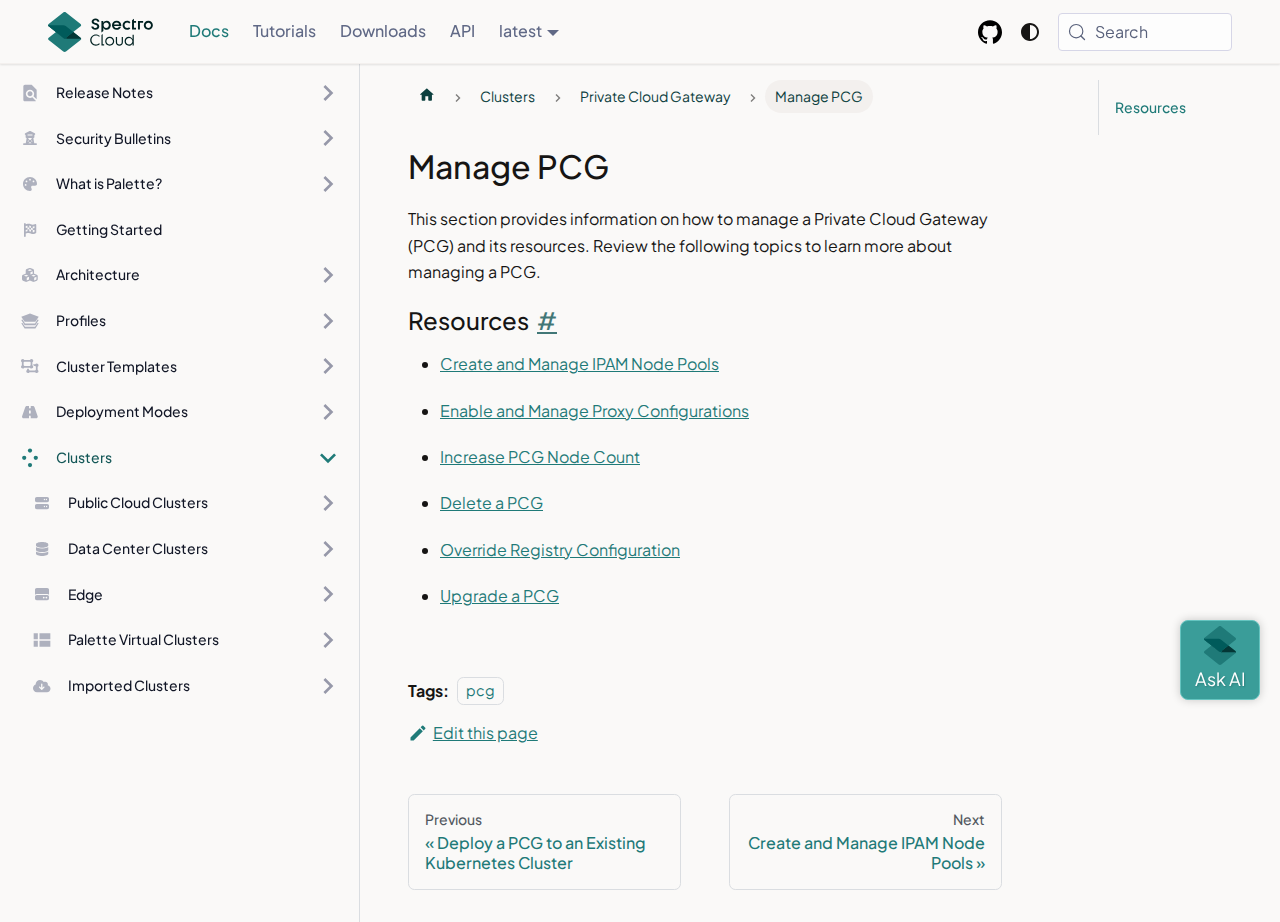 Spectro
Cloud
Docs
Tutorials
Downloads
API
latest
Search
Release Notes
Security Bulletins
What is Palette?
Getting Started
Architecture
Profiles
Cluster Templates
Deployment Modes
Clusters
Public Cloud Clusters
Data Center Clusters
Edge
Palette Virtual Clusters
Imported Clusters
Clusters
Private Cloud Gateway
Manage PCG
Manage PCG
This section provides information on how to manage a Private Cloud Gateway
(PCG) and its resources. Review the following topics to learn more about
managing a PCG.
Resources #
Create and Manage IPAM Node Pools
Enable and Manage Proxy Configurations
Increase PCG Node Count
Delete a PCG
Override Registry Configuration
Upgrade a PCG
Tags: pcg
Edit this page
Previous
« Deploy a PCG to an Existing
Kubernetes Cluster
Next
Create and Manage IPAM Node
Pools »
Resources
Ask AI